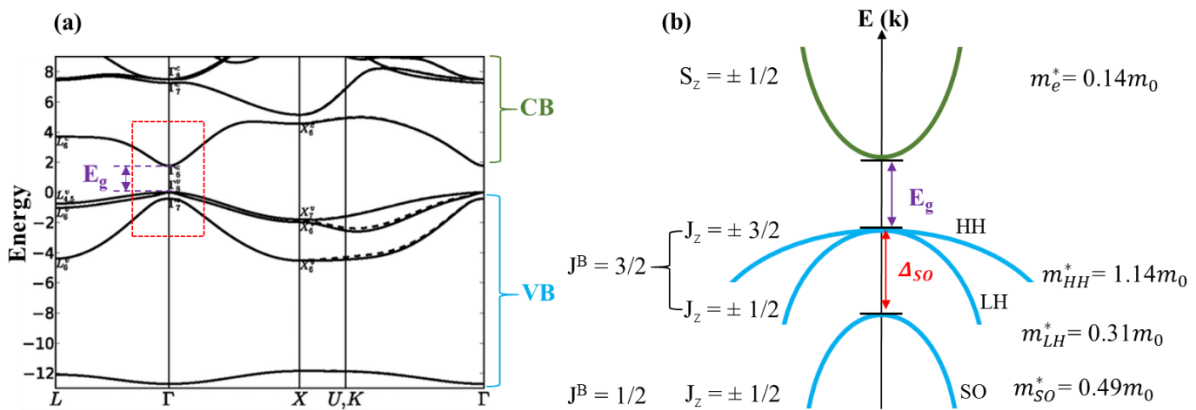 (a)
Energy
8
6
4
2
0
−2
−4
−6
−8
−10
−12
L
Γ
X
U,K
Γ
E_g
CB
VB
(b)
E (k)
S_z = ± 1/2
m_e^* = 0.14m_0
E_g
J^B = 3/2
J_z = ± 3/2
J_z = ± 1/2
Δ_SO
HH
m_HH^* = 1.14m_0
LH
m_LH^* = 0.31m_0
J^B = 1/2
J_z = ± 1/2
SO
m_SO^* = 0.49m_0